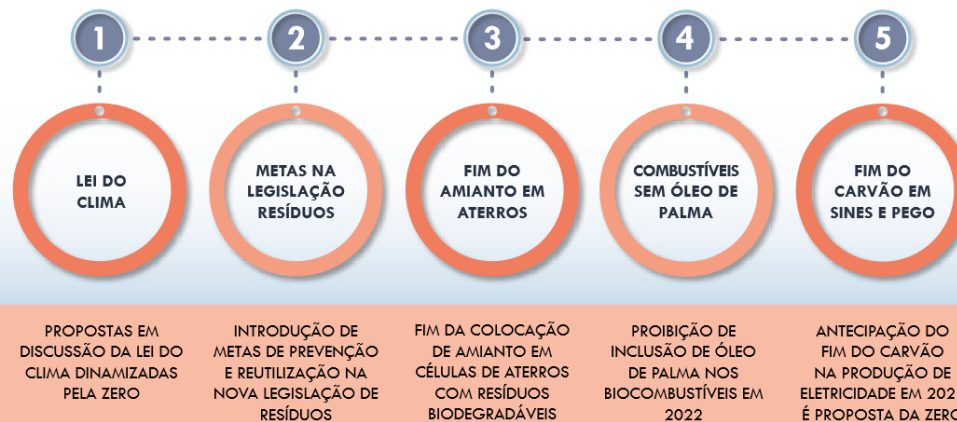 1
2
3
4
5
LEI DO
CLIMA
METAS NA
LEGISLAÇÃO
RESÍDUOS
FIM DO
AMIANTO EM
ATERROS
COMBUSTÍVEIS
SEM ÓLEO DE
PALMA
FIM DO
CARVÃO EM
SINES E PEGO
PROPOSTAS EM
DISCUSSÃO DA LEI DO
CLIMA DINAMIZADAS
PELA ZERO
INTRODUÇÃO DE
METAS DE PREVENÇÃO
E REUTILIZAÇÃO NA
NOVA LEGISLAÇÃO DE
RESÍDUOS
FIM DA COLOCAÇÃO
DE AMIANTO EM
CÉLULAS DE ATERROS
COM RESÍDUOS
BIODEGRADÁVEIS
PROIBIÇÃO DE
INCLUSÃO DE ÓLEO
DE PALMA NOS
BIOCOMBUSTÍVEIS EM
2022
ANTECIPAÇÃO DO
FIM DO CARVÃO
NA PRODUÇÃO DE
ELETRICIDADE EM
É PROPOSTA DA ZERO